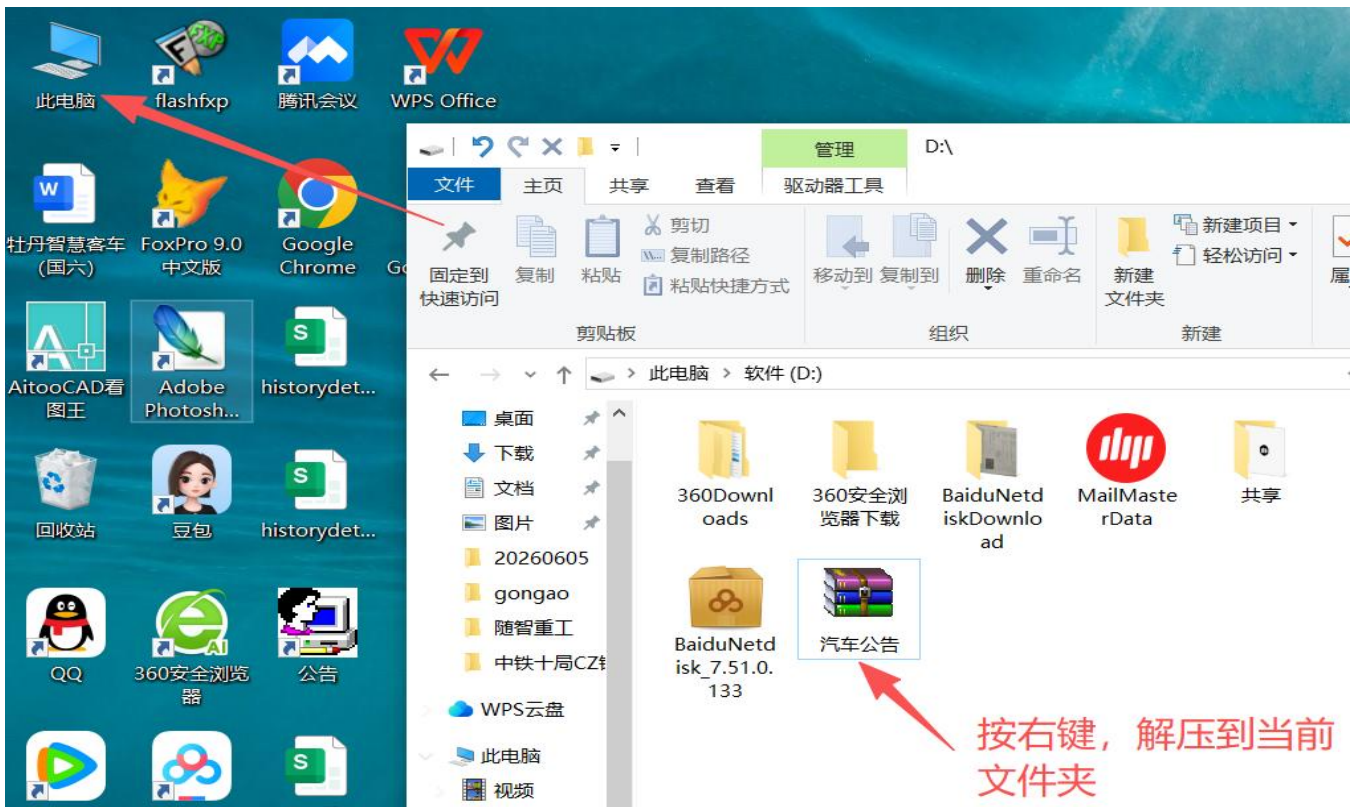 此电脑
flashfxp
腾讯会议
WPS Office
牡丹智慧客车
(国六)
FoxPro 9.0
中文版
Google
Chrome
AitooCAD看
图王
Adobe
Photosh...
historydet...
回收站
豆包
historydet...
QQ
360安全浏览
器
公告
管理
D:\
文件
主页
共享
查看
驱动器工具
固定到
快速访问
复制
粘贴
剪切
复制路径
粘贴快捷方式
剪贴板
移动到
复制到
删除
重命名
组织
新建
文件夹
新建项目
轻松访问
新建
此电脑 > 软件 (D:)
桌面
下载
文档
图片
20260605
gongao
随智重工
中铁十局CZ
WPS云盘
此电脑
视频
360Downl
oads
360安全浏
览器下载
BaiduNetd
iskDownlo
ad
MailMaste
rData
共享
BaiduNetd
isk_7.51.0.
133
汽车公告
按右键，解压到当前
文件夹